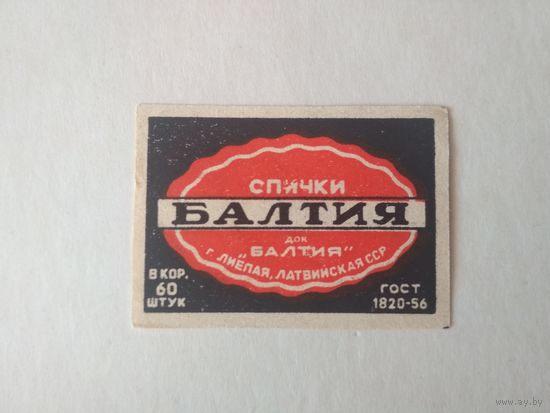 СПИЧКИ
БАЛТИЯ
ДОК
"БАЛТИЯ"
Г. ЛИЕПАЯ, ЛАТВИЙСКАЯ ССР
В КОР.
60
ШТУК
ГОСТ
1820-56
www.ay.by